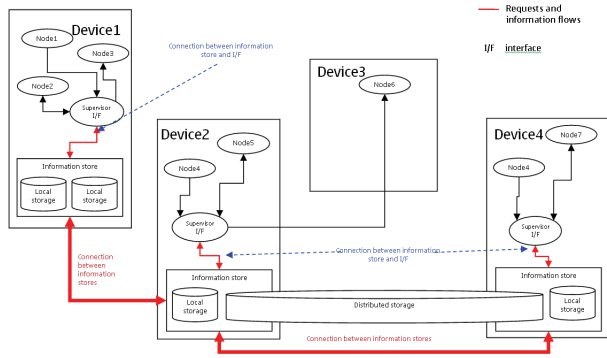 Requests and
information flows
I/F interface
Device1
Node1
Node3
Node2
Supervisor
I/F
Connection between information
store and I/F
Information store
Local
storage
Local
storage
Device3
Node6
Device2
Node5
Node4
Supervisor
I/F
Device4
Node7
Node4
Supervisor
I/F
Connection
between
information
stores
Connection between information
store and I/F
Information store
Local
storage
Distributed storage
Information store
Local
storage
Connection between information stores